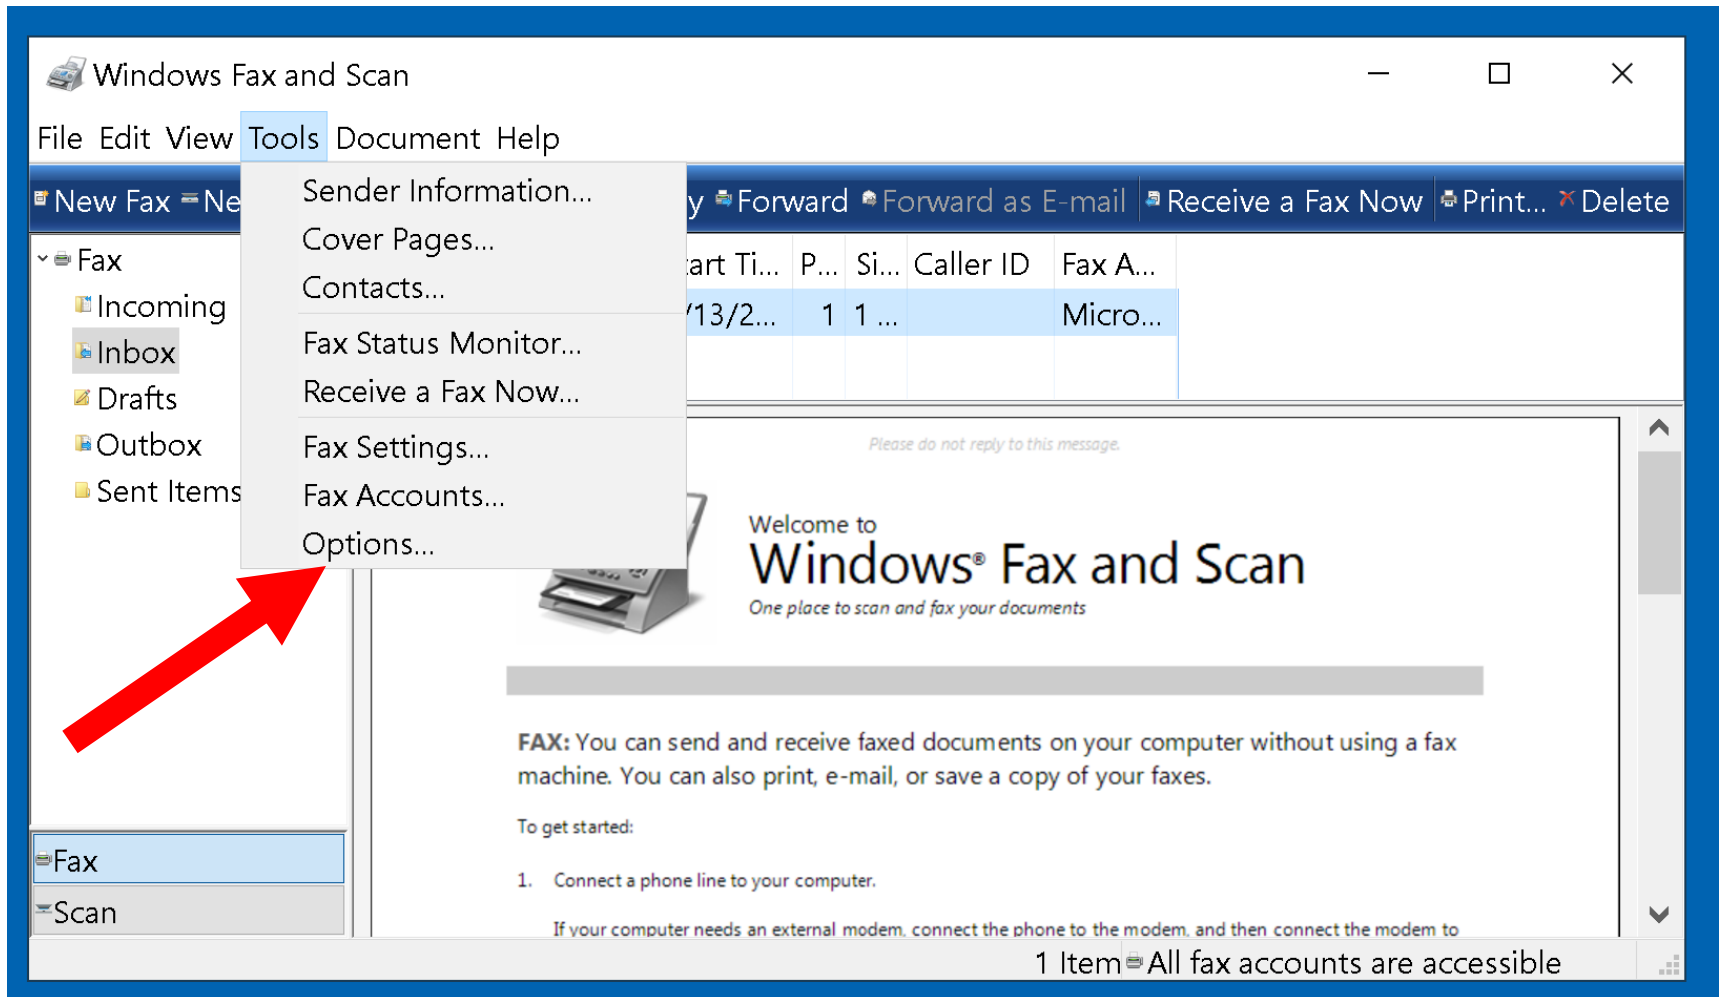 Windows Fax and Scan
File Edit View Tools Document Help
New Fax Ne y Forward Forward as E-mail Receive a Fax Now Print... Delete
Sender Information...
Cover Pages...
Contacts...
Fax Status Monitor...
Receive a Fax Now...
Fax Settings...
Fax Accounts...
Options...
Fax
Incoming
Inbox
Drafts
Outbox
Sent Items
art Ti... P... Si... Caller ID Fax A...
/13/2... 1 1 ... Micro...
Please do not reply to this message.
Welcome to
Windows® Fax and Scan
One place to scan and fax your documents
FAX: You can send and receive faxed documents on your computer without using a fax
machine. You can also print, e-mail, or save a copy of your faxes.
To get started:
1. Connect a phone line to your computer.
If your computer needs an external modem, connect the phone to the modem, and then connect the modem to
Fax
Scan
1 Item All fax accounts are accessible